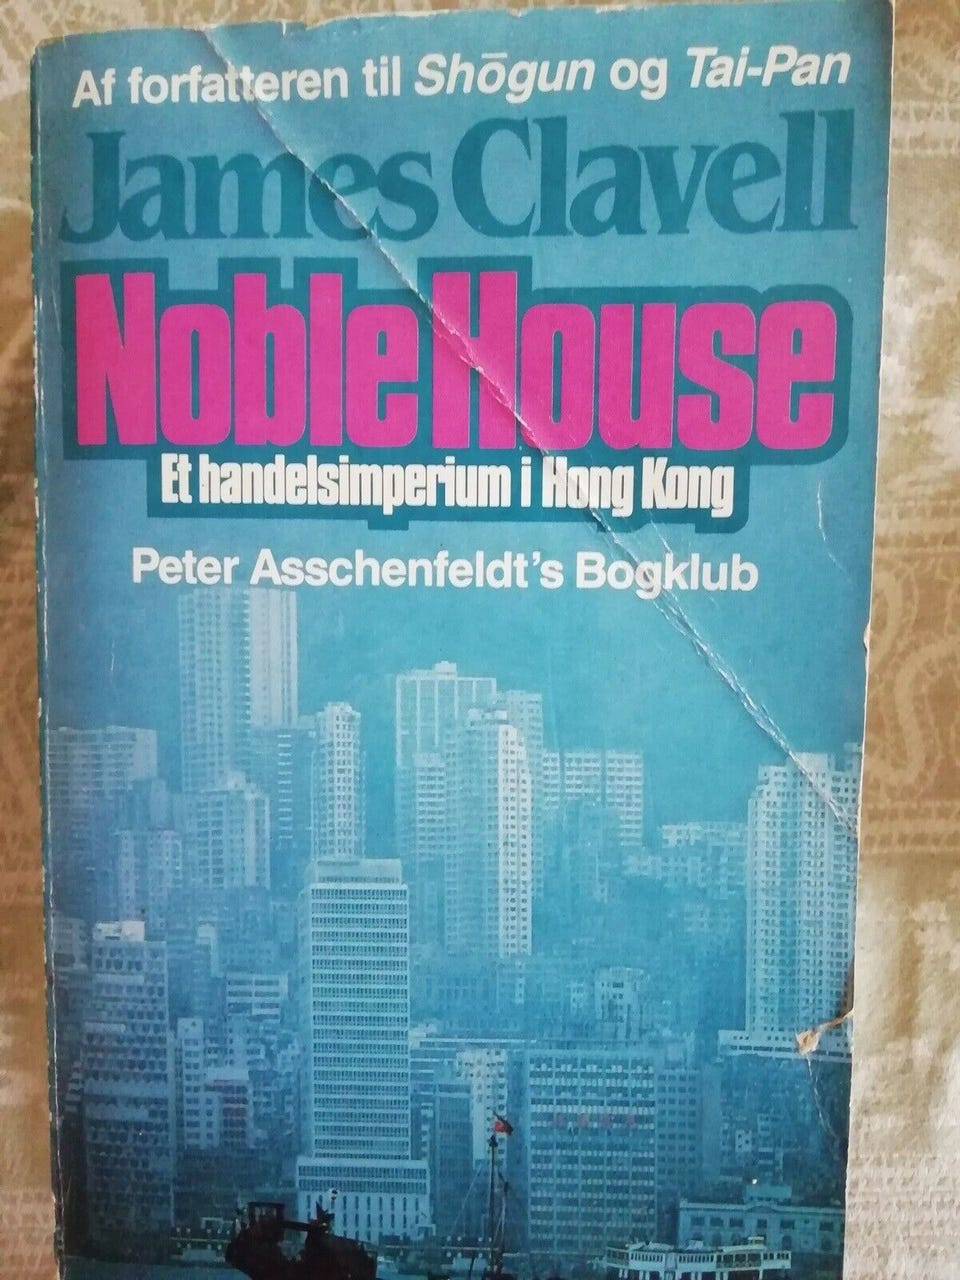 Af forfatteren til Shōgun og Tai-Pan
James Clavell
Noble House
Et handelsimperium i Hong Kong
Peter Asschenfeldt's Bogklub